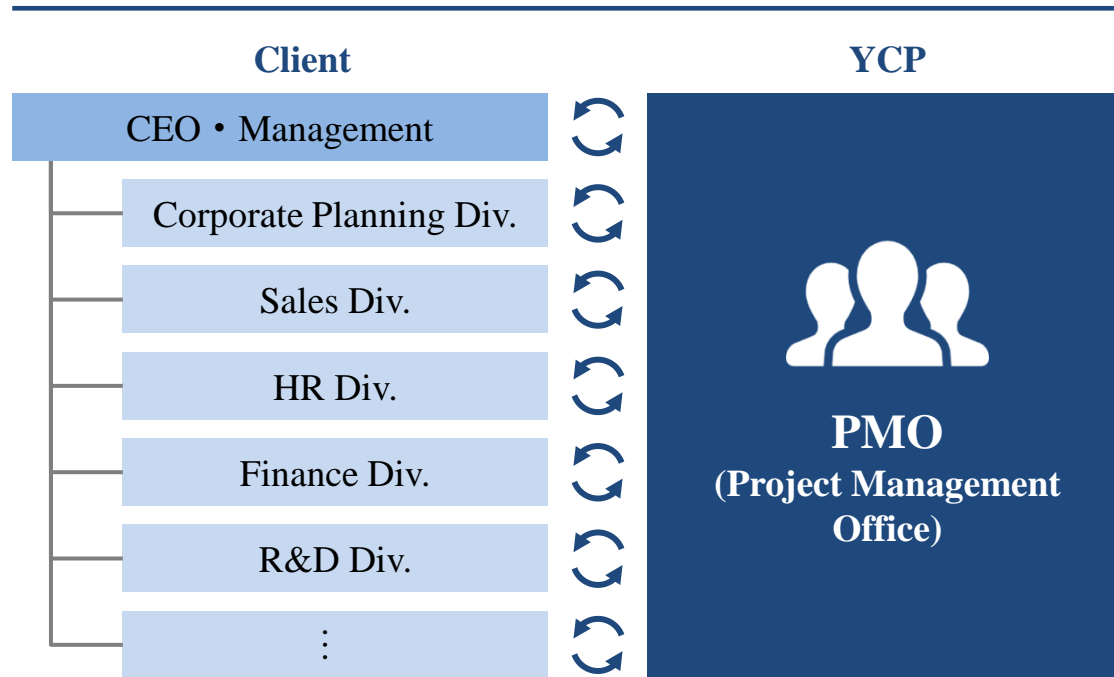 Client
YCP
CEO・Management
Corporate Planning Div.
Sales Div.
HR Div.
Finance Div.
R&D Div.
⋮
PMO
(Project Management
Office)